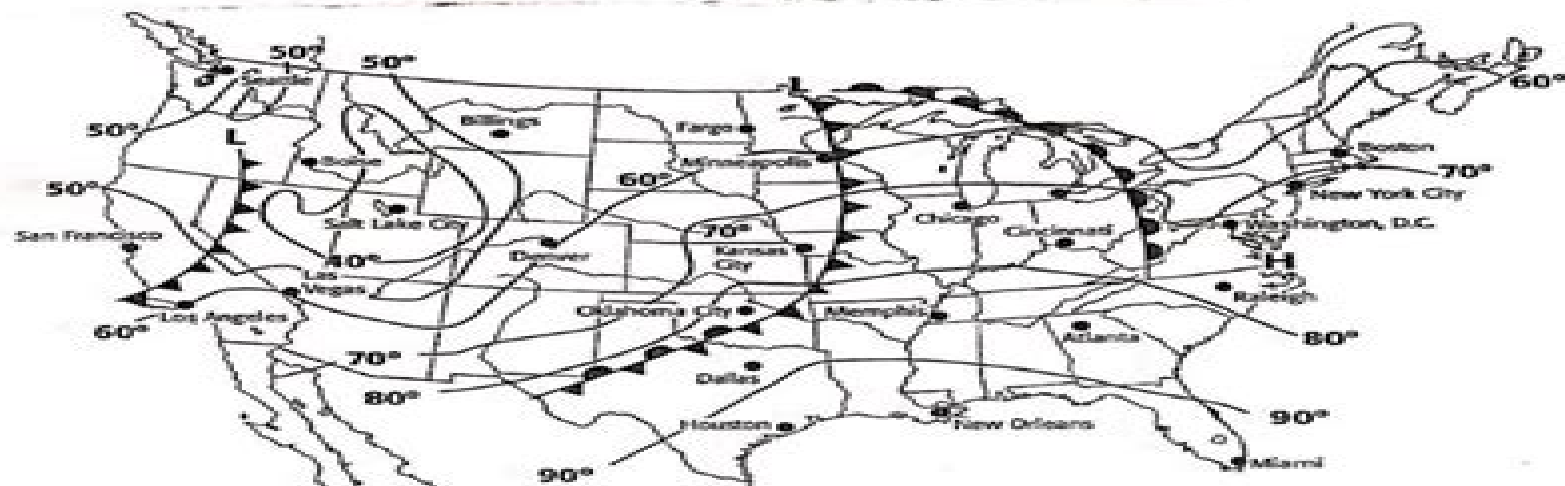 50°
50°
Seattle
50°
L
L
Billings
Fargo
Boise
Minneapolis
Boston
60°
60°
70°
50°
New York City
Salt Lake City
Chicago
San Francisco
70°
Cincinnati
Washington, D.C.
Denver
Kansas
City
40°
Las
Vegas
H
Raleigh
Los Angeles
Oklahoma City
Memphis
60°
Atlanta
80°
70°
Dallas
80°
90°
Houston
New Orleans
90°
Miami